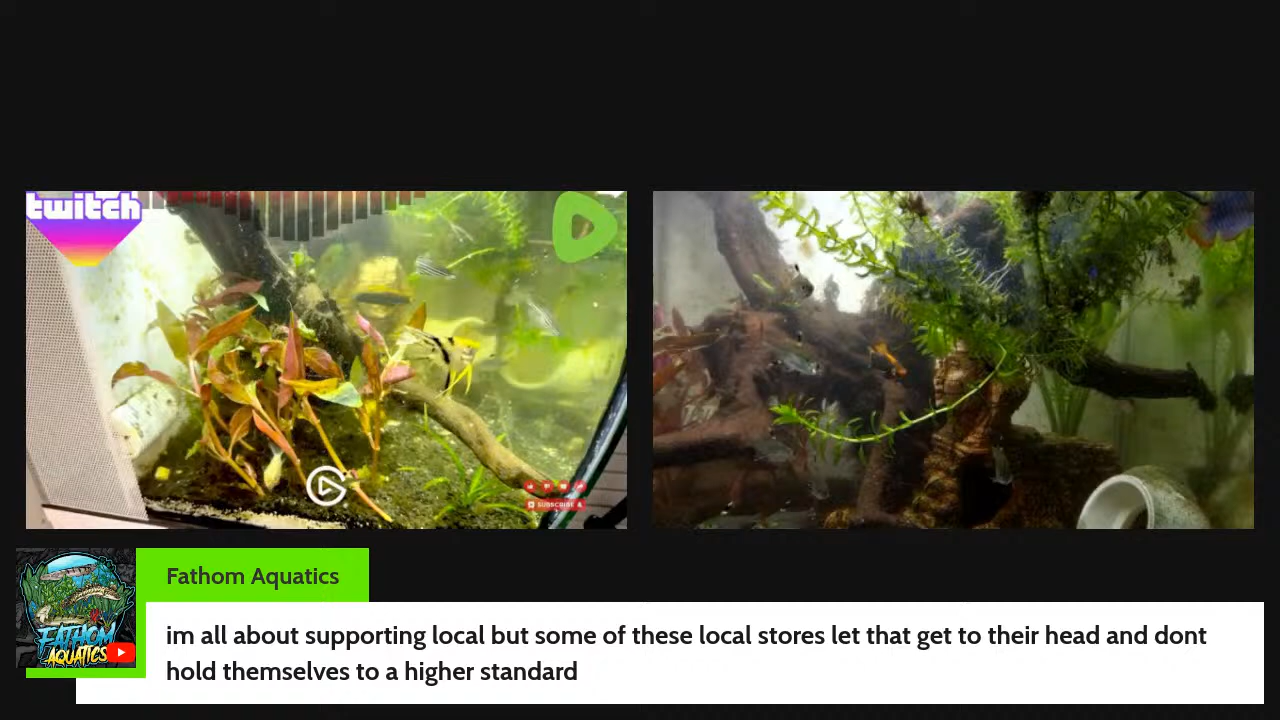 twitch
SUBSCRIBE
Fathom Aquatics
FATHOM
AQUATICS
im all about supporting local but some of these local stores let that get to their head and dont
hold themselves to a higher standard